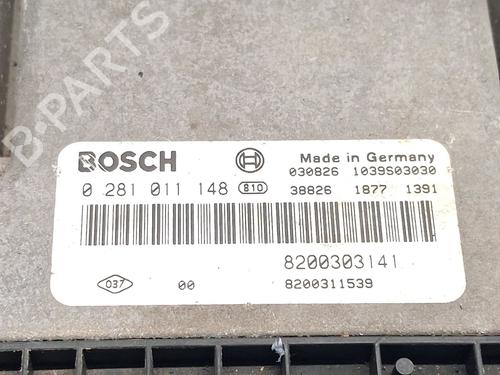 B-PARTS
BOSCH
Made in Germany
030826 1039S03030
0 281 011 148 810
38826 1877 1391
8200303141
037 00 8200311539